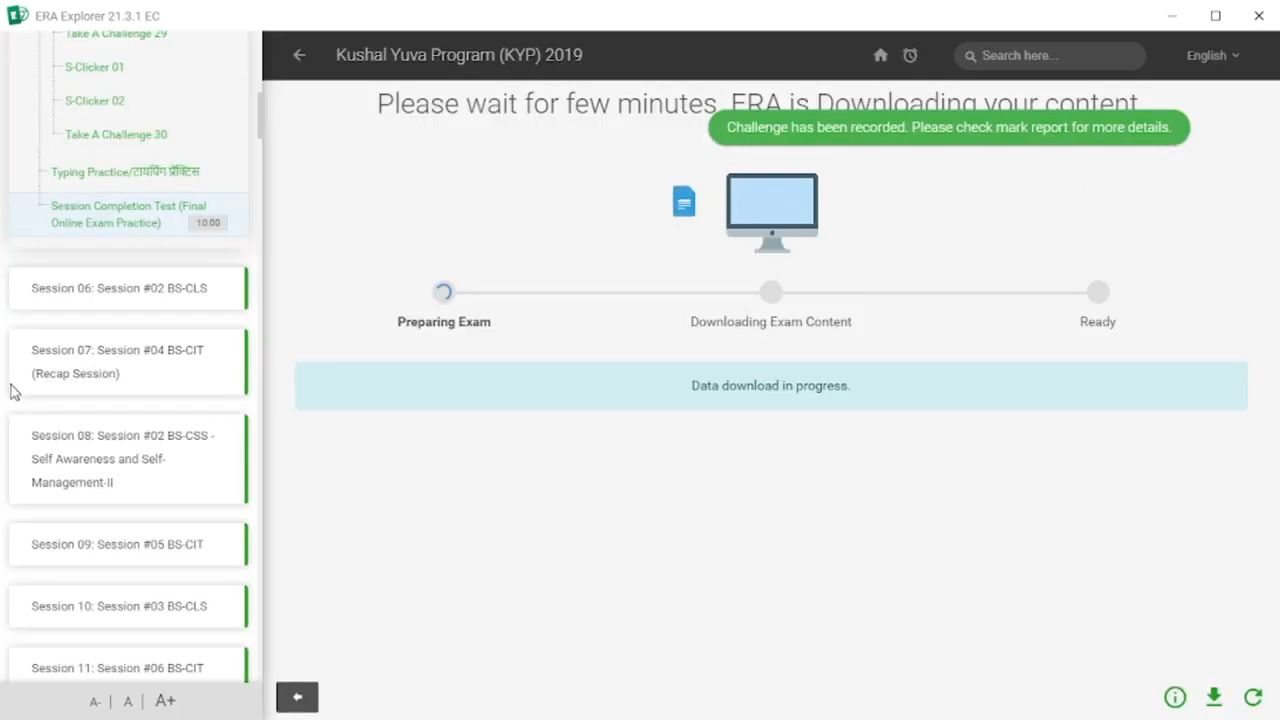 ERA Explorer 21.3.1 EC
Take A Challenge 29
S-Clicker 01
S-Clicker 02
Take A Challenge 30
Typing Practice/टायपिंग प्रॅक्टिस
Session Completion Test (Final
Online Exam Practice) 10.00
Session 06: Session #02 BS-CLS
Session 07: Session #04 BS-CIT
(Recap Session)
Session 08: Session #02 BS-CSS -
Self Awareness and Self-
Management-II
Session 09: Session #05 BS-CIT
Session 10: Session #03 BS-CLS
Session 11: Session #06 BS-CIT
A- | A | A+
Kushal Yuva Program (KYP) 2019
Search here...
English
Please wait for few minutes, ERA is Downloading your content
Challenge has been recorded. Please check mark report for more details.
Preparing Exam
Downloading Exam Content
Ready
Data download in progress.